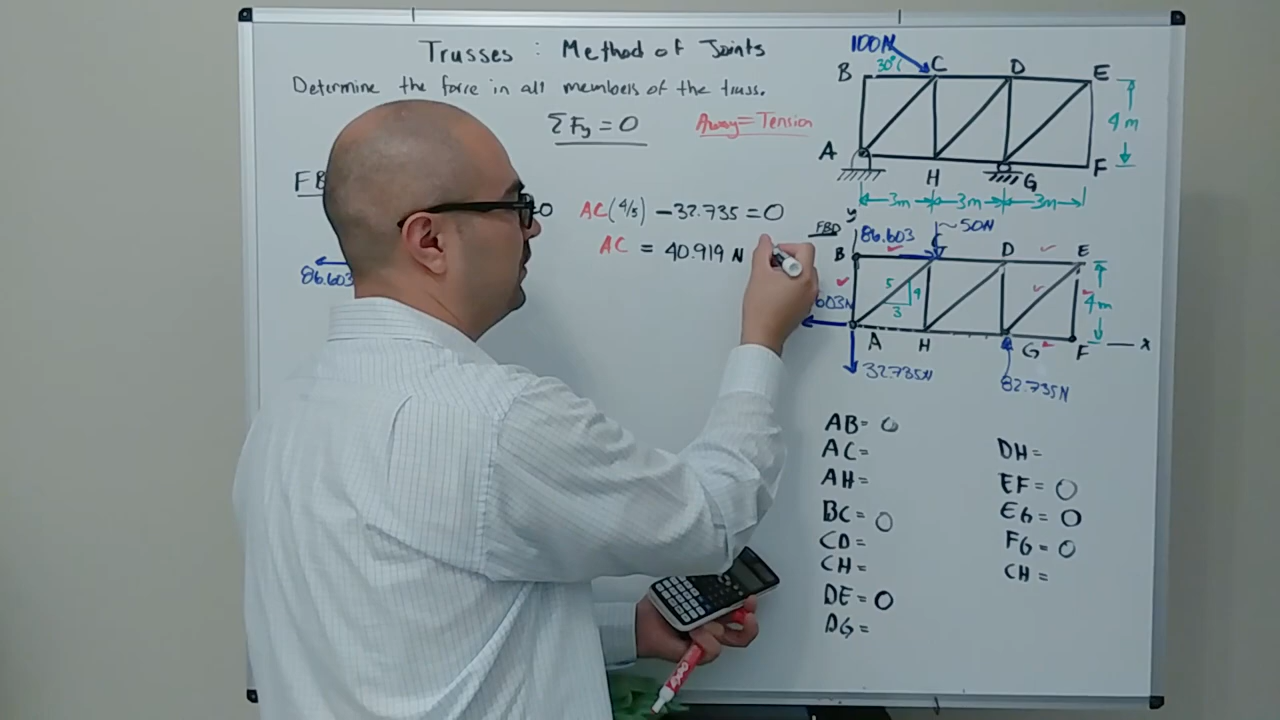 Trusses : Method of Joints
Determine the force in all members of the truss.
ΣFy = 0
Away = Tension
FB
=0
AC(4/5) - 32.735 = 0
AC = 40.919 N
86.603
100N
30°
B
C
D
E
A
H
G
F
4 m
3m
3m
3m
y
FBD
86.603
50N
B
C
D
E
5
4
3
603N
A
H
G
F
x
4m
32.735N
82.735N
AB= 0
AC=
AH=
BC= 0
CD=
CH=
DE= 0
DG=
DH=
EF= 0
EG= 0
FG= 0
CH=